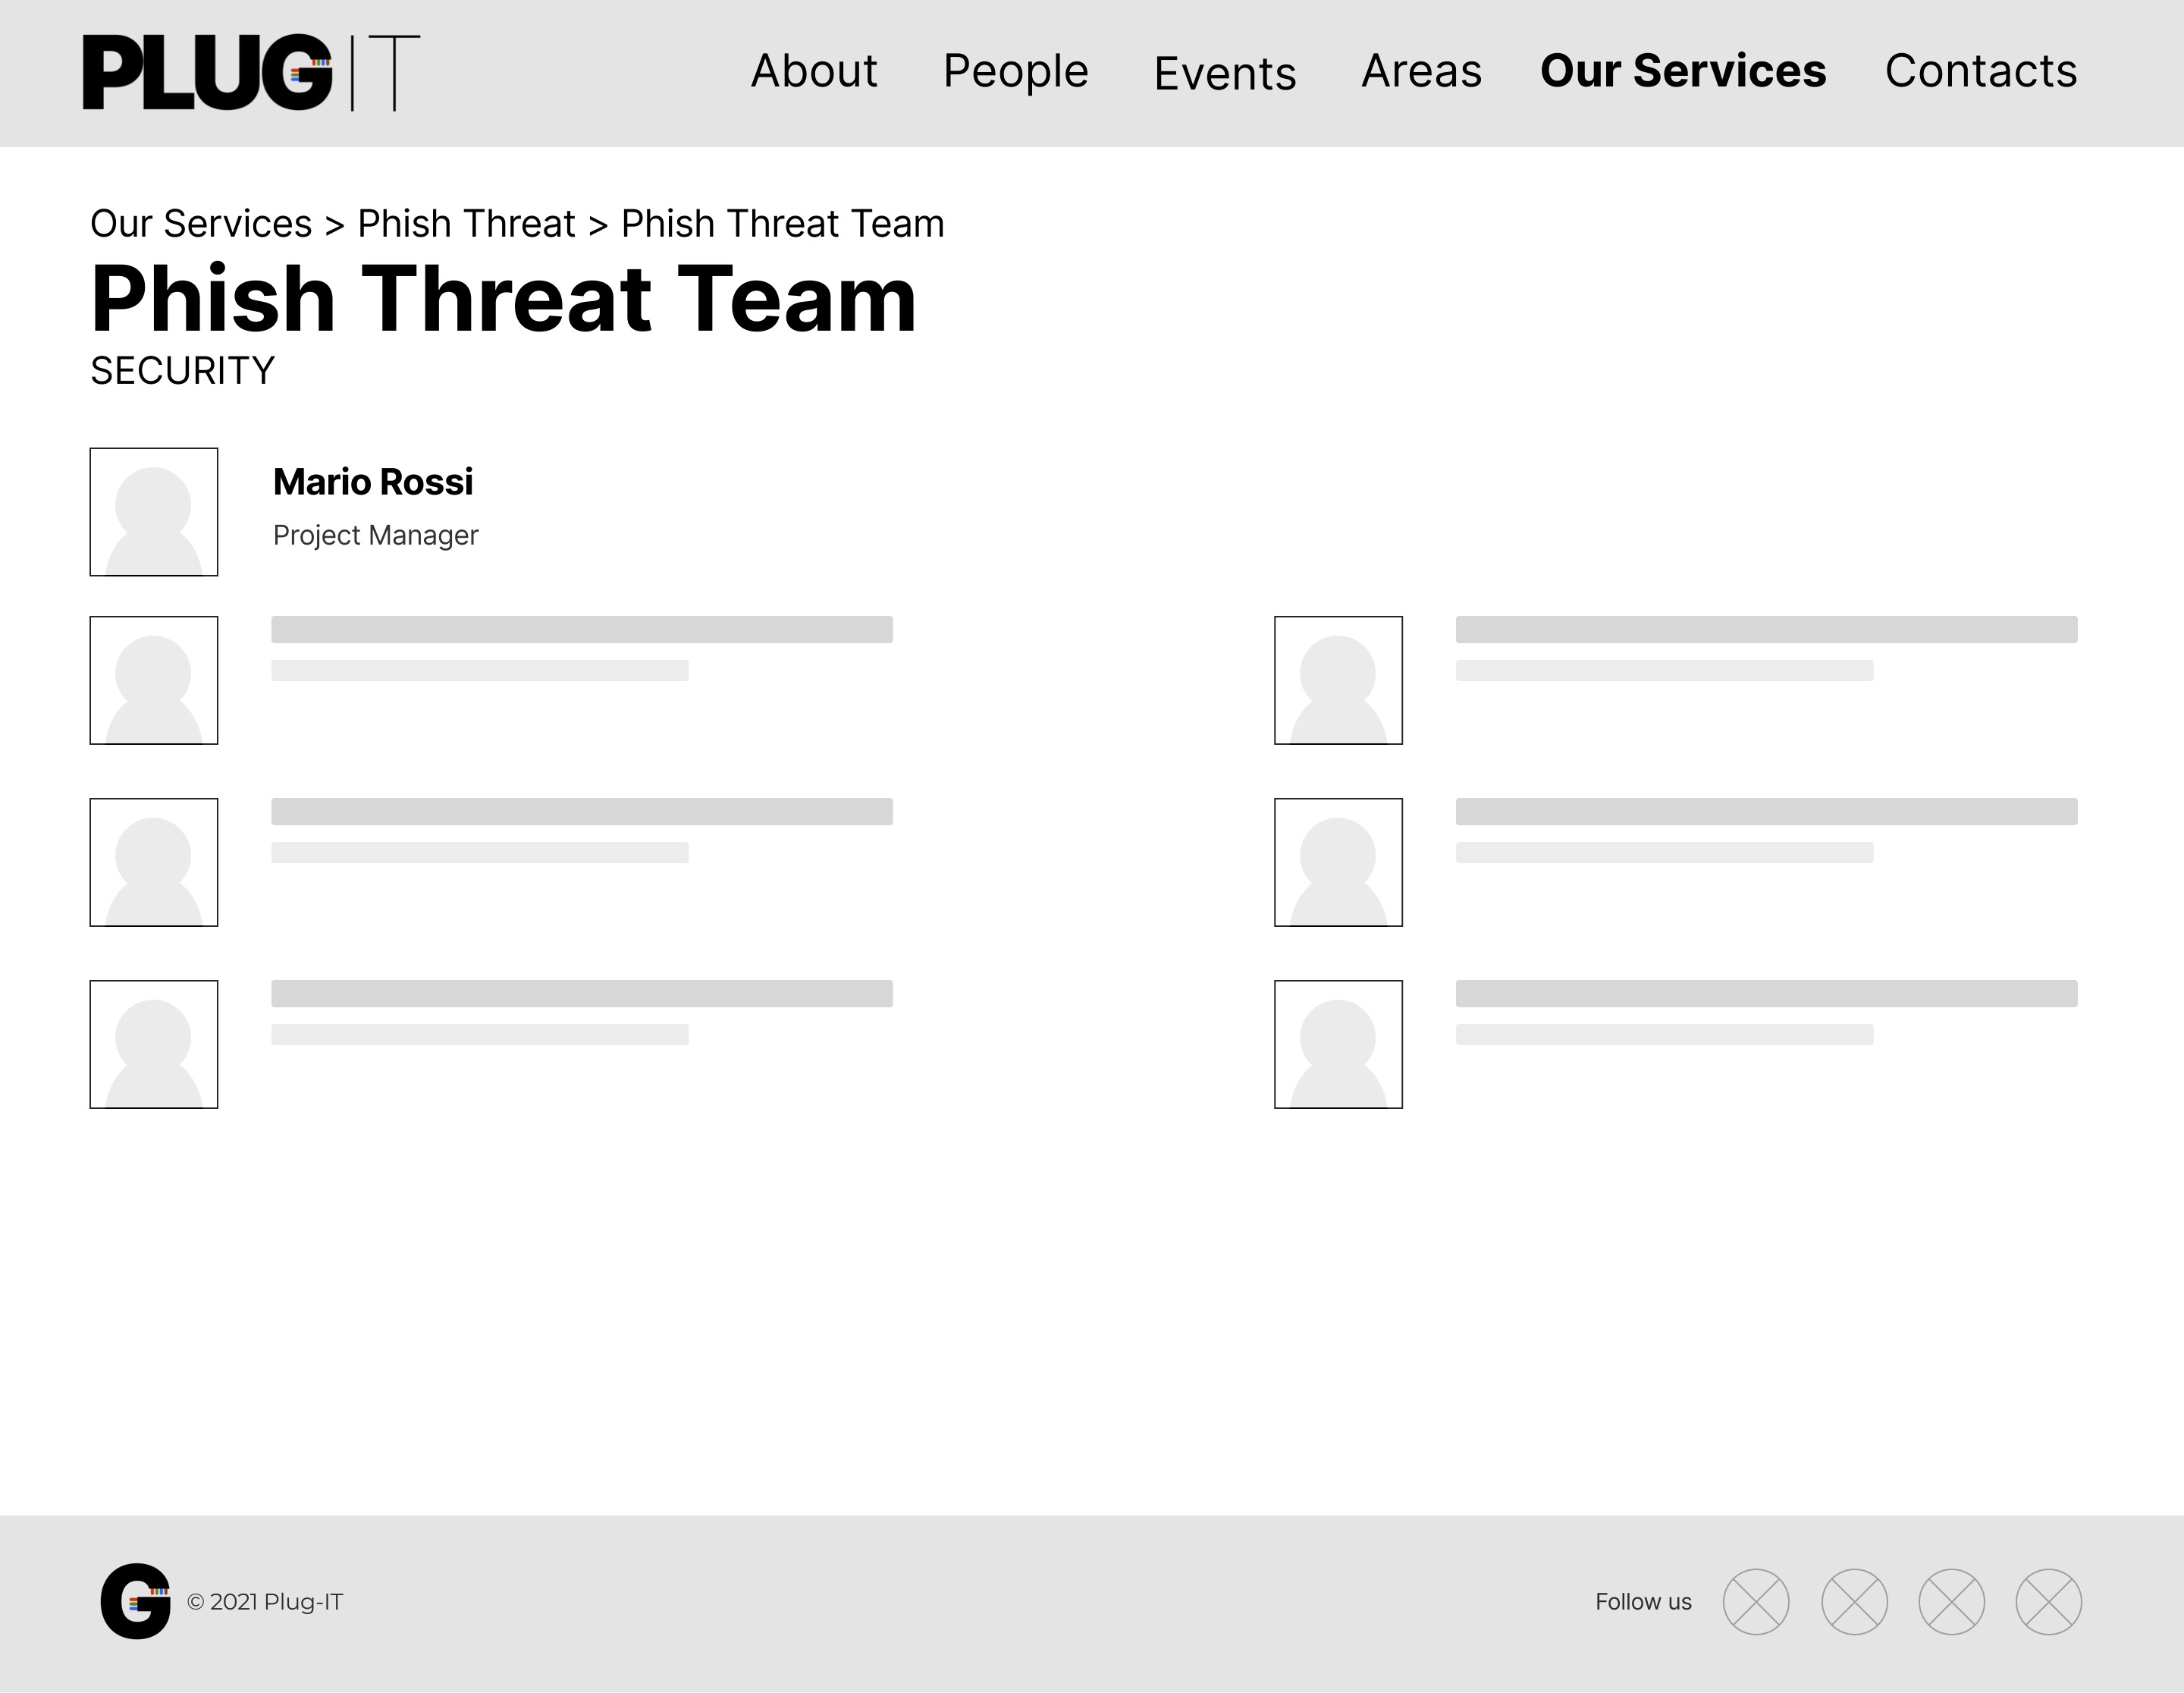 PLUG IT
About People Events Areas Our Services Contacts
Our Services > Phish Threat > Phish Threat Team
Phish Threat Team
SECURITY
Mario Rossi
Project Manager
G © 2021 Plug-IT
Follow us